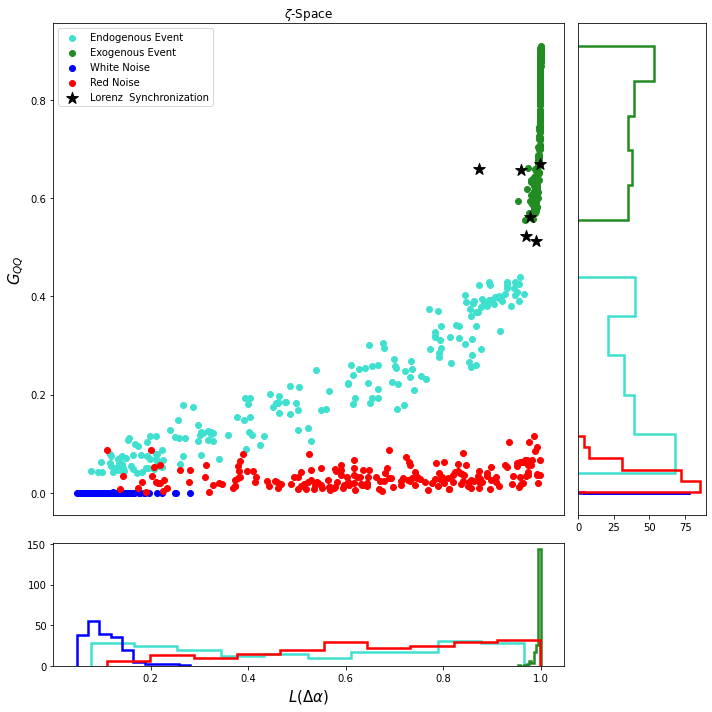 ζ-Space
Endogenous Event
Exogenous Event
White Noise
Red Noise
Lorenz Synchronization
G_QQ
0.8
0.6
0.4
0.2
0.0
0 25 50 75
150
100
50
0
0.2 0.4 0.6 0.8 1.0
L(Δα)